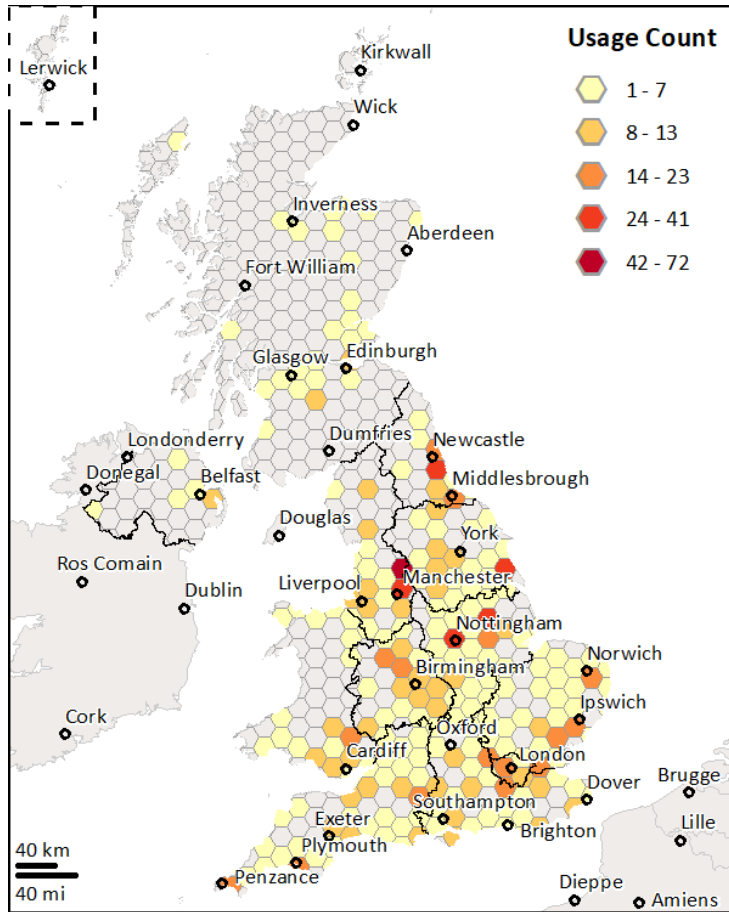 Usage Count
1 - 7
8 - 13
14 - 23
24 - 41
42 - 72
Lerwick
Kirkwall
Wick
Inverness
Aberdeen
Fort William
Glasgow
Edinburgh
Dumfries
Newcastle
Londonderry
Donegal
Belfast
Middlesbrough
Douglas
York
Ros Comain
Dublin
Liverpool
Manchester
Nottingham
Norwich
Birmingham
Ipswich
Cork
Oxford
Cardiff
London
Dover
Brugge
Southampton
Exeter
Brighton
Lille
Plymouth
Penzance
Dieppe
Amiens
40 km
40 mi